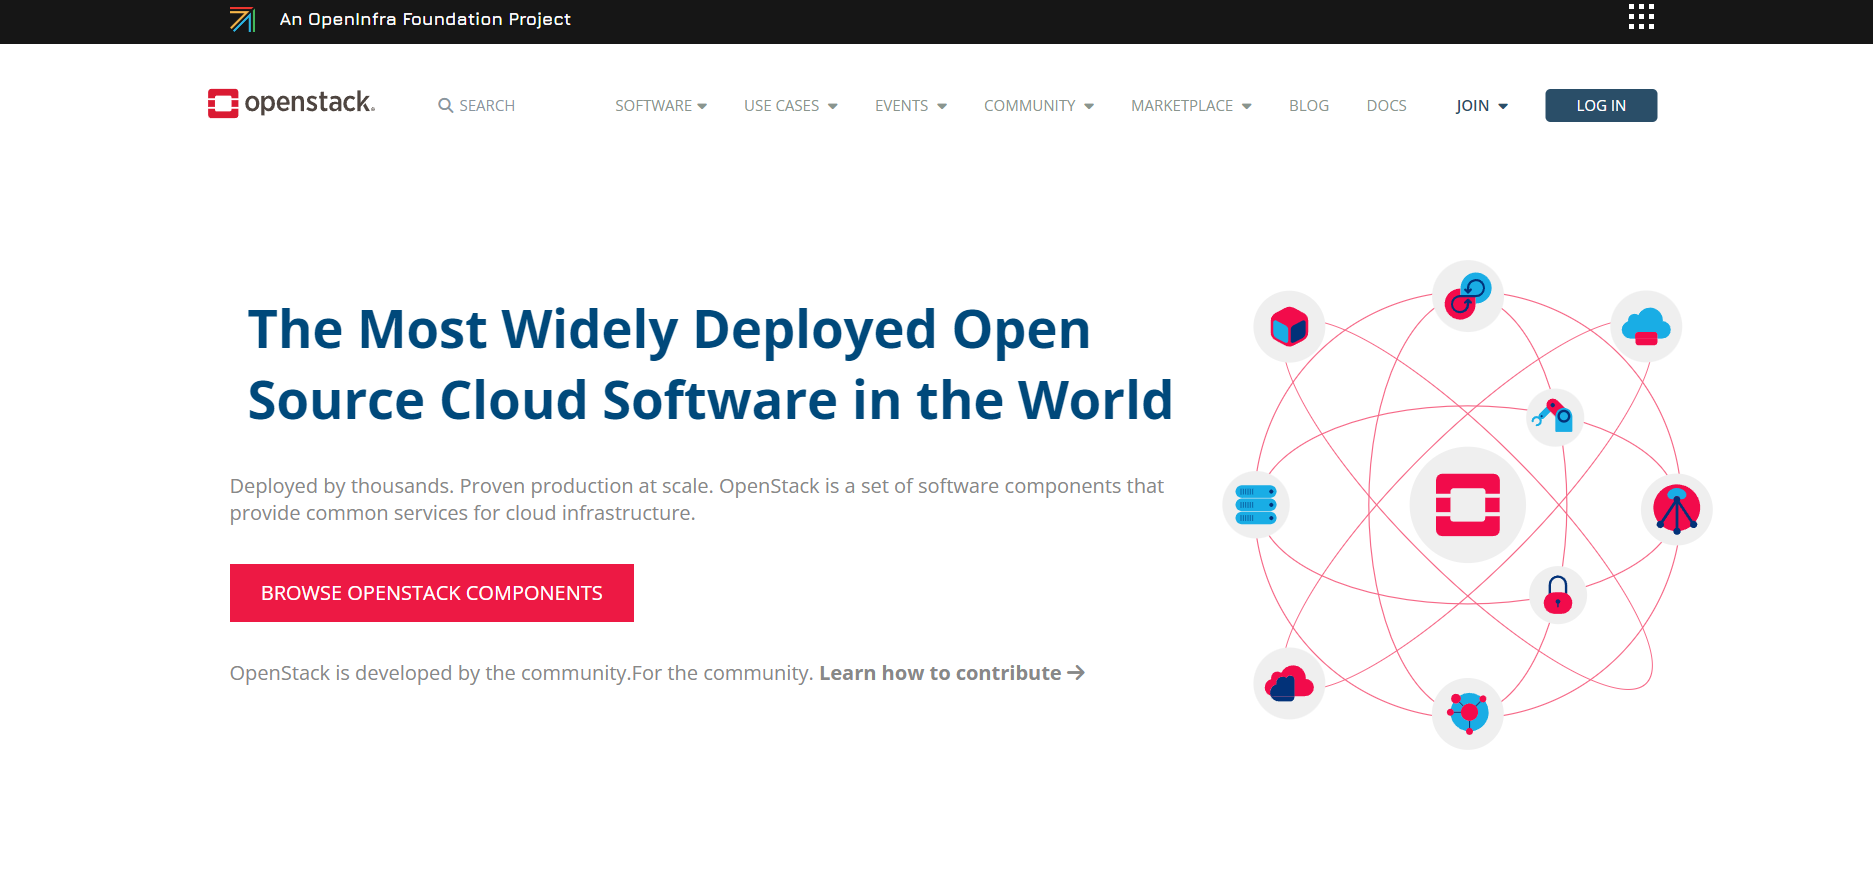 An OpenInfra Foundation Project
openstack.
SEARCH
SOFTWARE
USE CASES
EVENTS
COMMUNITY
MARKETPLACE
BLOG
DOCS
JOIN
LOG IN
The Most Widely Deployed Open
Source Cloud Software in the World
Deployed by thousands. Proven production at scale. OpenStack is a set of software components that
provide common services for cloud infrastructure.
BROWSE OPENSTACK COMPONENTS
OpenStack is developed by the community.For the community. Learn how to contribute →